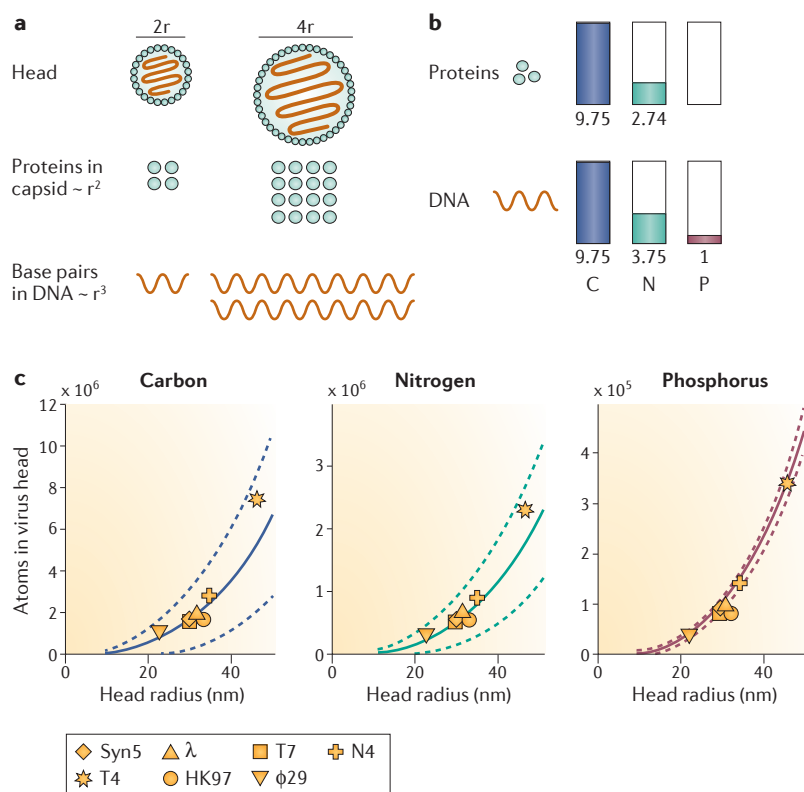 a
2r
4r
Head
Proteins in
capsid ~ r²
Base pairs
in DNA ~ r³
b
Proteins
9.75
2.74
DNA
9.75
3.75
1
C
N
P
c
Carbon
Nitrogen
Phosphorus
x 10⁶
x 10⁶
x 10⁵
Atoms in virus head
12
10
8
6
4
2
0
0
20
40
Head radius (nm)
3
2
1
0
0
20
40
Head radius (nm)
4
3
2
1
0
0
20
40
Head radius (nm)
Syn5
λ
T7
N4
T4
HK97
ϕ29